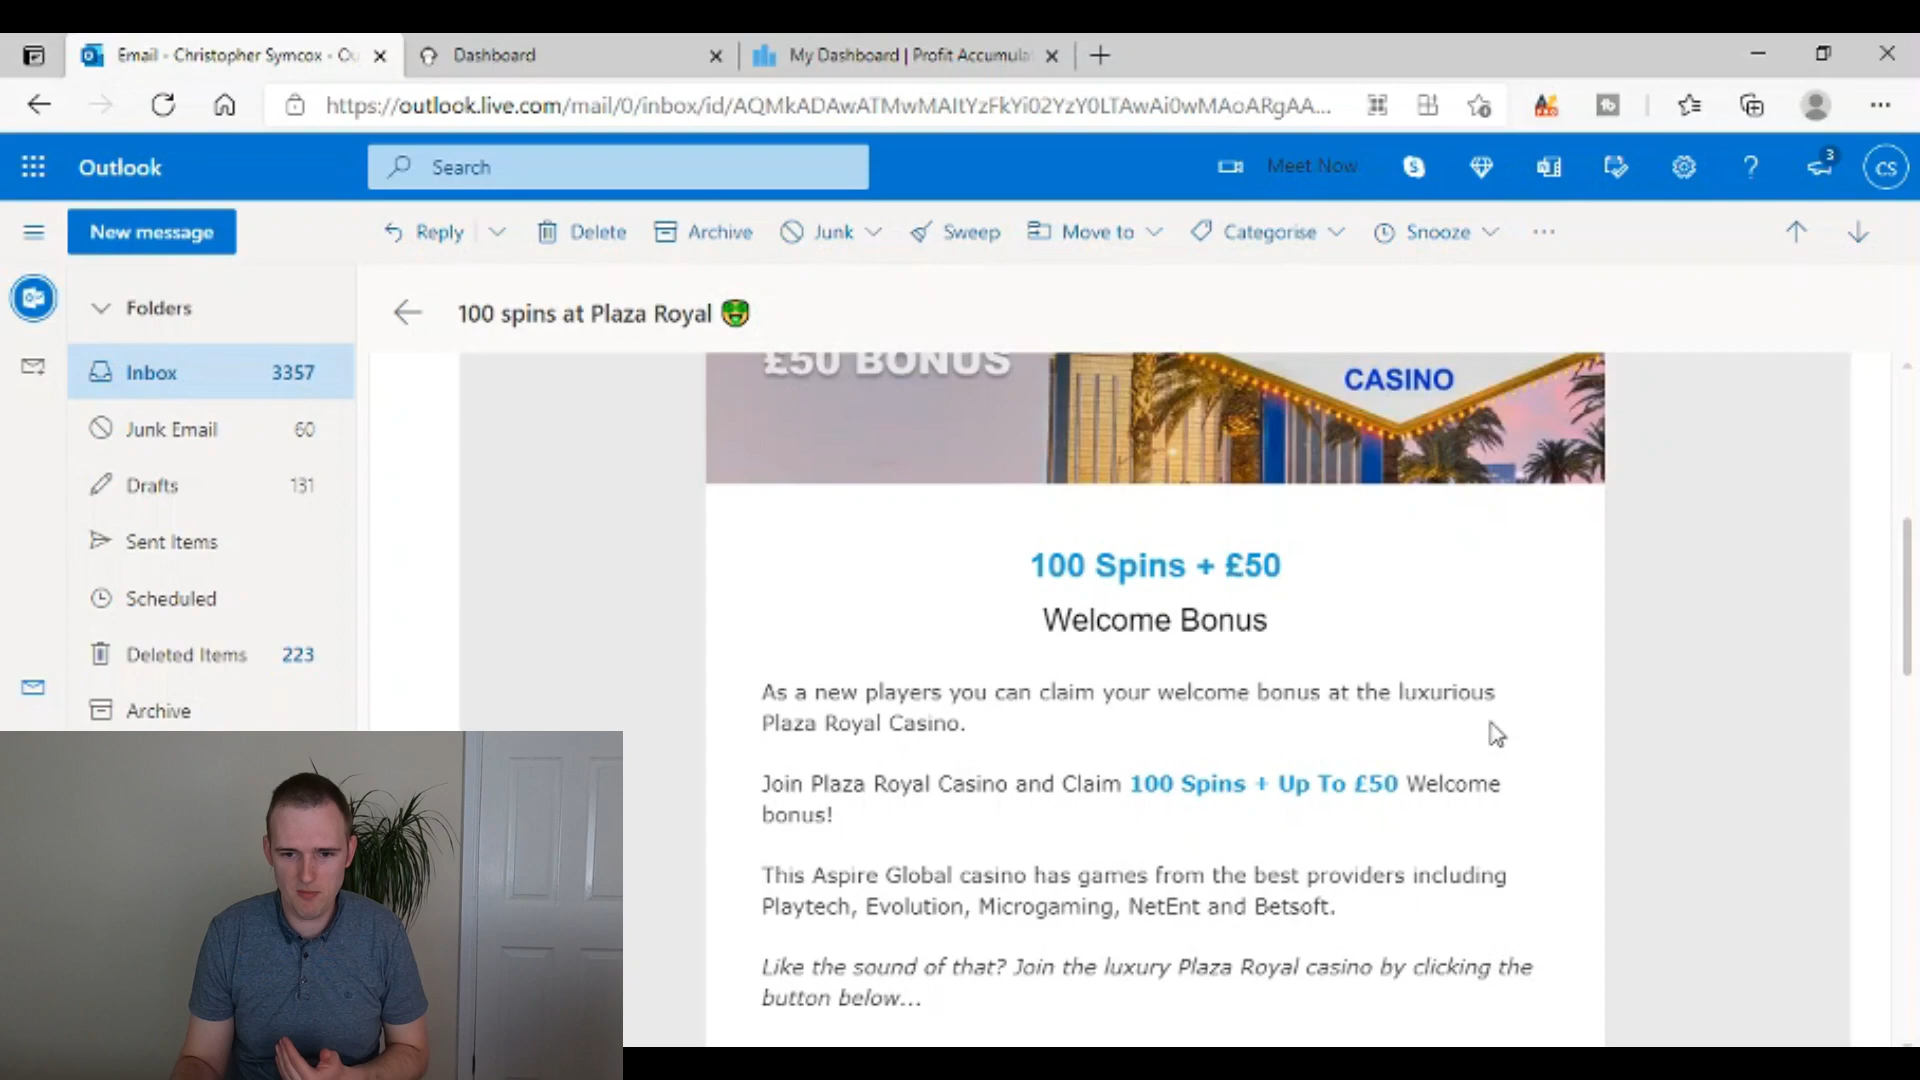 Email - Christopher Symcox - Ou
Dashboard
My Dashboard | Profit Accumula
https://outlook.live.com/mail/0/inbox/id/AQMkADAwATMwMAItYzFkYi02YzY0LTAwAi0wMAoARgAA...
Outlook
Search
Meet Now
3
CS
New message
Reply
Delete
Archive
Junk
Sweep
Move to
Categorise
Snooze
Folders
100 spins at Plaza Royal
Inbox 3357
Junk Email 60
Drafts 131
Sent Items
Scheduled
Deleted Items 223
Archive
£50 BONUS
CASINO
100 Spins + £50
Welcome Bonus
As a new players you can claim your welcome bonus at the luxurious
Plaza Royal Casino.
Join Plaza Royal Casino and Claim 100 Spins + Up To £50 Welcome
bonus!
This Aspire Global casino has games from the best providers including
Playtech, Evolution, Microgaming, NetEnt and Betsoft.
Like the sound of that? Join the luxury Plaza Royal casino by clicking the
button below...